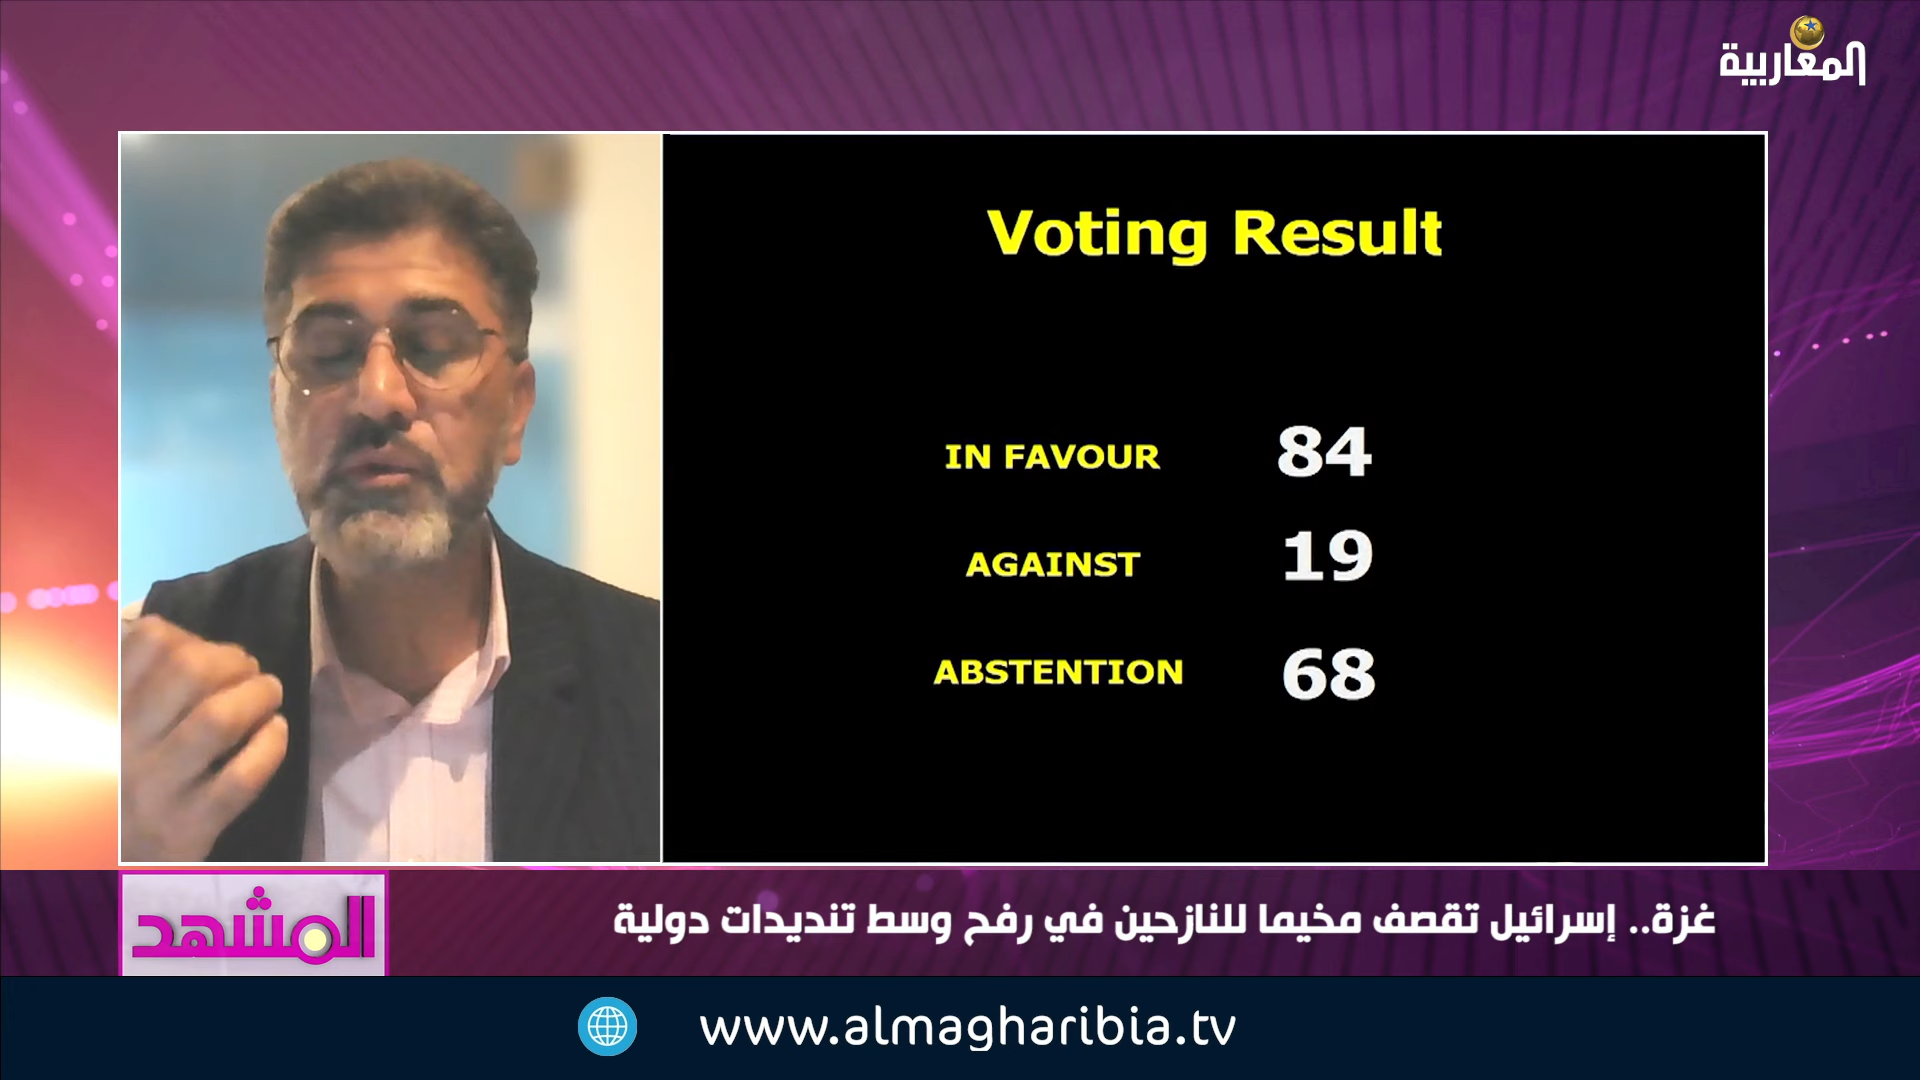 المغاربية
Voting Result
IN FAVOUR 84
AGAINST 19
ABSTENTION 68
المشهد
غزة.. إسرائيل تقصف مخيما للنازحين في رفح وسط تنديدات دولية
www.almagharibia.tv